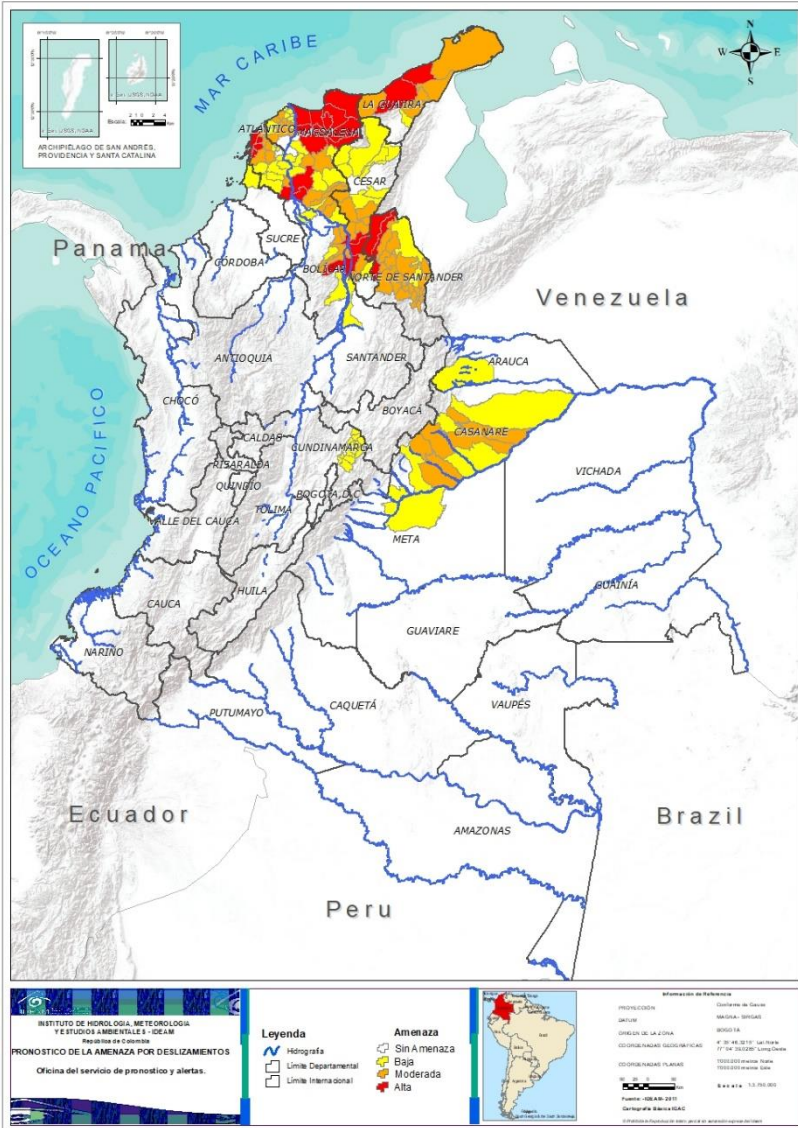 MAR CARIBE
N
W
E
S
ARCHIPIÉLAGO DE SAN ANDRÉS,
PROVIDENCIA Y SANTA CATALINA
ATLÁNTICO
MAGDALENA
LA GUAJIRA
CESAR
Panama
SUCRE
CÓRDOBA
BOLÍVAR
NORTE DE SANTANDER
Venezuela
ANTIOQUIA
SANTANDER
ARAUCA
OCEANO PACIFICO
CHOCÓ
BOYACÁ
CALDAS
CUNDINAMARCA
CASANARE
RISARALDA
VICHADA
QUINDIO
BOGOTÁ, D.C
TOLIMA
VALLE DEL CAUCA
META
HUILA
GUAINÍA
CAUCA
GUAVIARE
NARIÑO
PUTUMAYO
CAQUETÁ
VAUPÉS
Ecuador
Brazil
AMAZONAS
Peru
INSTITUTO DE HIDROLOGIA, METEOROLOGIA
Y ESTUDIOS AMBIENTALES - IDEAM
República de Colombia
PRONOSTICO DE LA AMENAZA POR DESLIZAMIENTOS
Oficina del servicio de pronostico y alertas.
Leyenda
Hidrografía
Límite Departamental
Límite Internacional
Amenaza
Sin Amenaza
Baja
Moderada
Alta
Información de Referencia
PROYECCIÓN
DATUM
ORIGEN DE LA ZONA
BOGOTÁ
COORDENADAS GEOGRÁFICAS
COORDENADAS PLANAS
Fuente: -IDEAM- 2011
Cartografía Básica IGAC